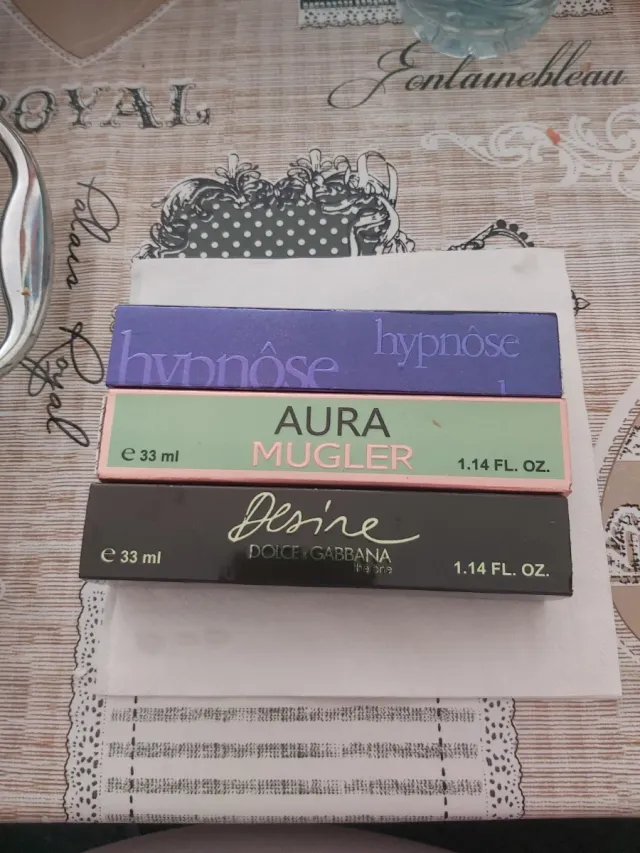 Fontainebleau
ROYAL
Palais Royal
hypnôse
hypnôse
AURA
MUGLER
e 33 ml
1.14 FL. OZ.
Desire
DOLCE & GABBANA
the one
e 33 ml
1.14 FL. OZ.